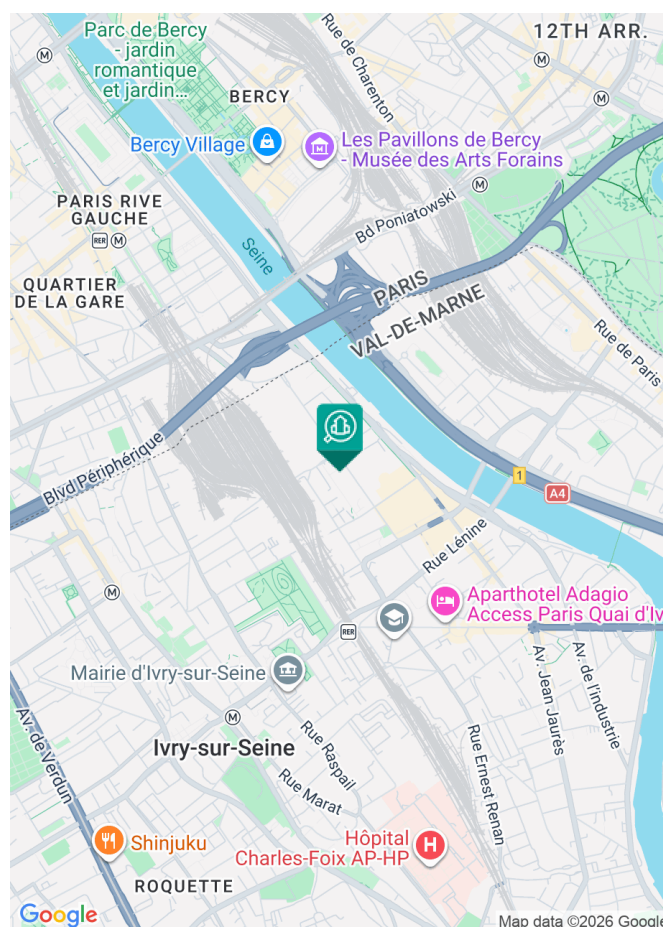 Parc de Bercy
- jardin
romantique
et jardin...
12TH ARR.
Rue de Charenton
M
M
M
BERCY
Bercy Village
Les Pavillons de Bercy
- Musée des Arts Forains
M
Bd Poniatowski
PARIS RIVE
GAUCHE
RER M
Seine
QUARTIER
DE LA GARE
PARIS
VAL-DE-MARNE
Rue de Paris
Blvd Périphérique
1
A4
Rue Lénine
M
Aparthotel Adagio
Access Paris Quai d'Iv
RER
Mairie d'Ivry-sur-Seine
Av. Jean Jaurès
Av. de l'industrie
M
Ivry-sur-Seine
Av. de Verdun
Rue Raspail
Rue Marat
Rue Ernest Renan
Shinjuku
Hôpital
Charles-Foix AP-HP
H
ROQUETTE
Google
Map data ©2026 Google